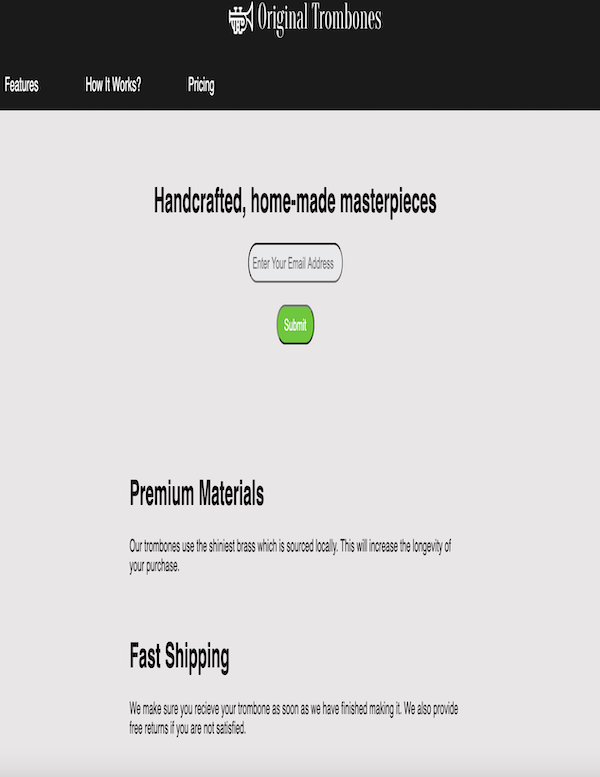 Original Trombones
Features How It Works? Pricing
Handcrafted, home-made masterpieces
Enter Your Email Address
Submit
Premium Materials
Our trombones use the shiniest brass which is sourced locally. This will increase the longevity of
your purchase.
Fast Shipping
We make sure you recieve your trombone as soon as we have finished making it. We also provide
free returns if you are not satisfied.